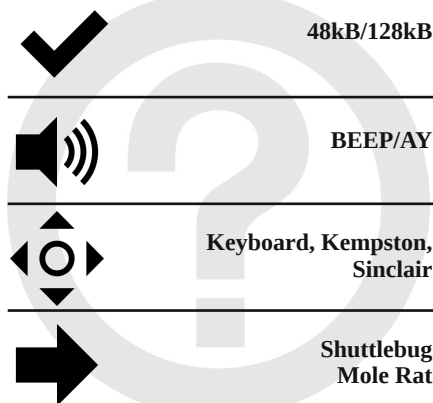 48kB/128kB
BEEP/AY
Keyboard, Kempston,
Sinclair
Shuttlebug
Mole Rat